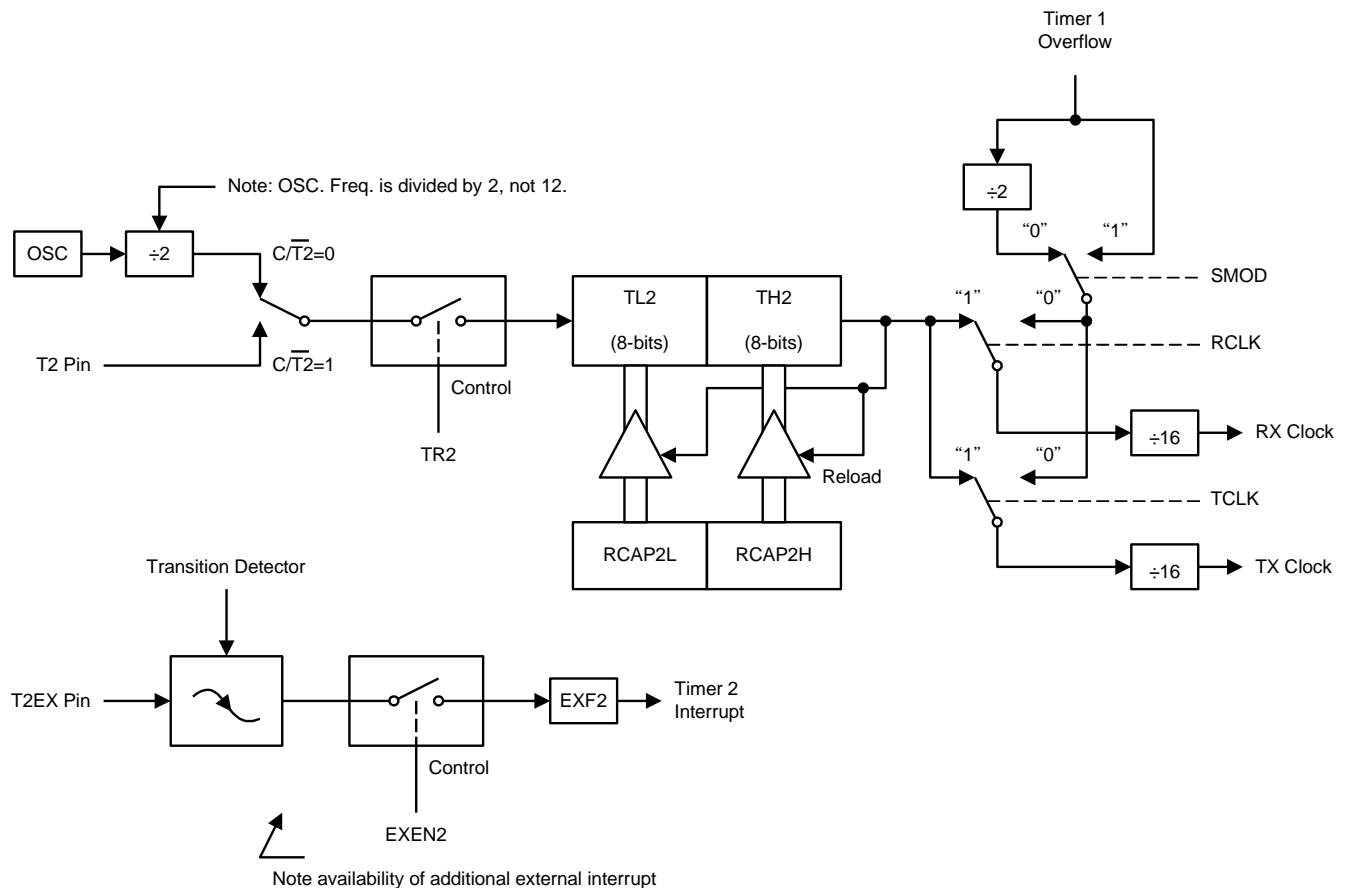 Timer 1
Overflow
÷2
Note: OSC. Freq. is divided by 2, not 12.
“0”
“1”
OSC
÷2
C/T2=0
SMOD
TL2
TH2
“1”
“0”
(8-bits)
(8-bits)
RCLK
T2 Pin
C/T2=1
Control
TR2
÷16
RX Clock
“1”
“0”
Reload
TCLK
RCAP2L
RCAP2H
÷16
TX Clock
Transition Detector
T2EX Pin
EXF2
Timer 2
Interrupt
Control
EXEN2
Note availability of additional external interrupt